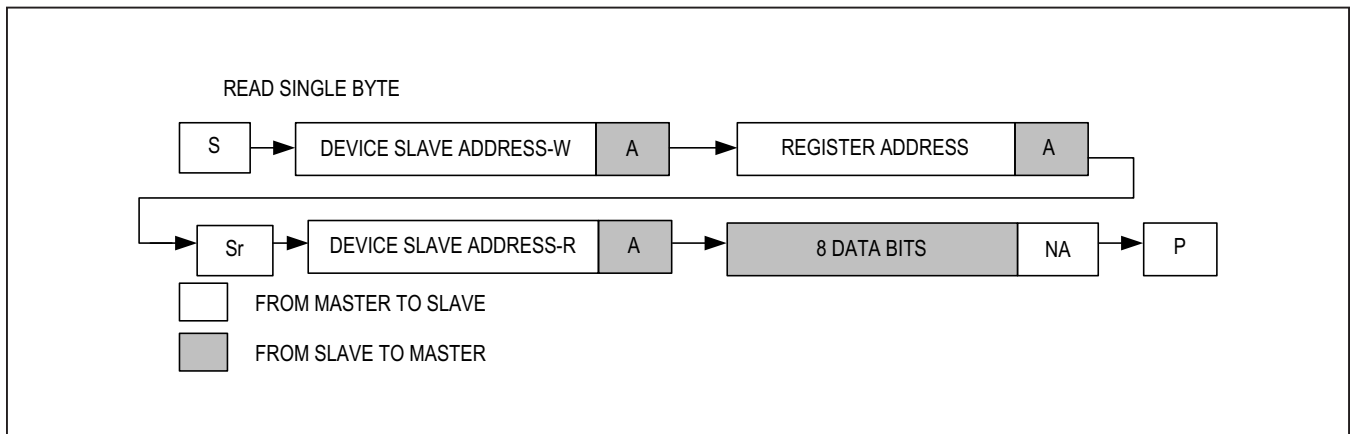 READ SINGLE BYTE
S DEVICE SLAVE ADDRESS-W A REGISTER ADDRESS A
Sr DEVICE SLAVE ADDRESS-R A 8 DATA BITS NA P
FROM MASTER TO SLAVE
FROM SLAVE TO MASTER